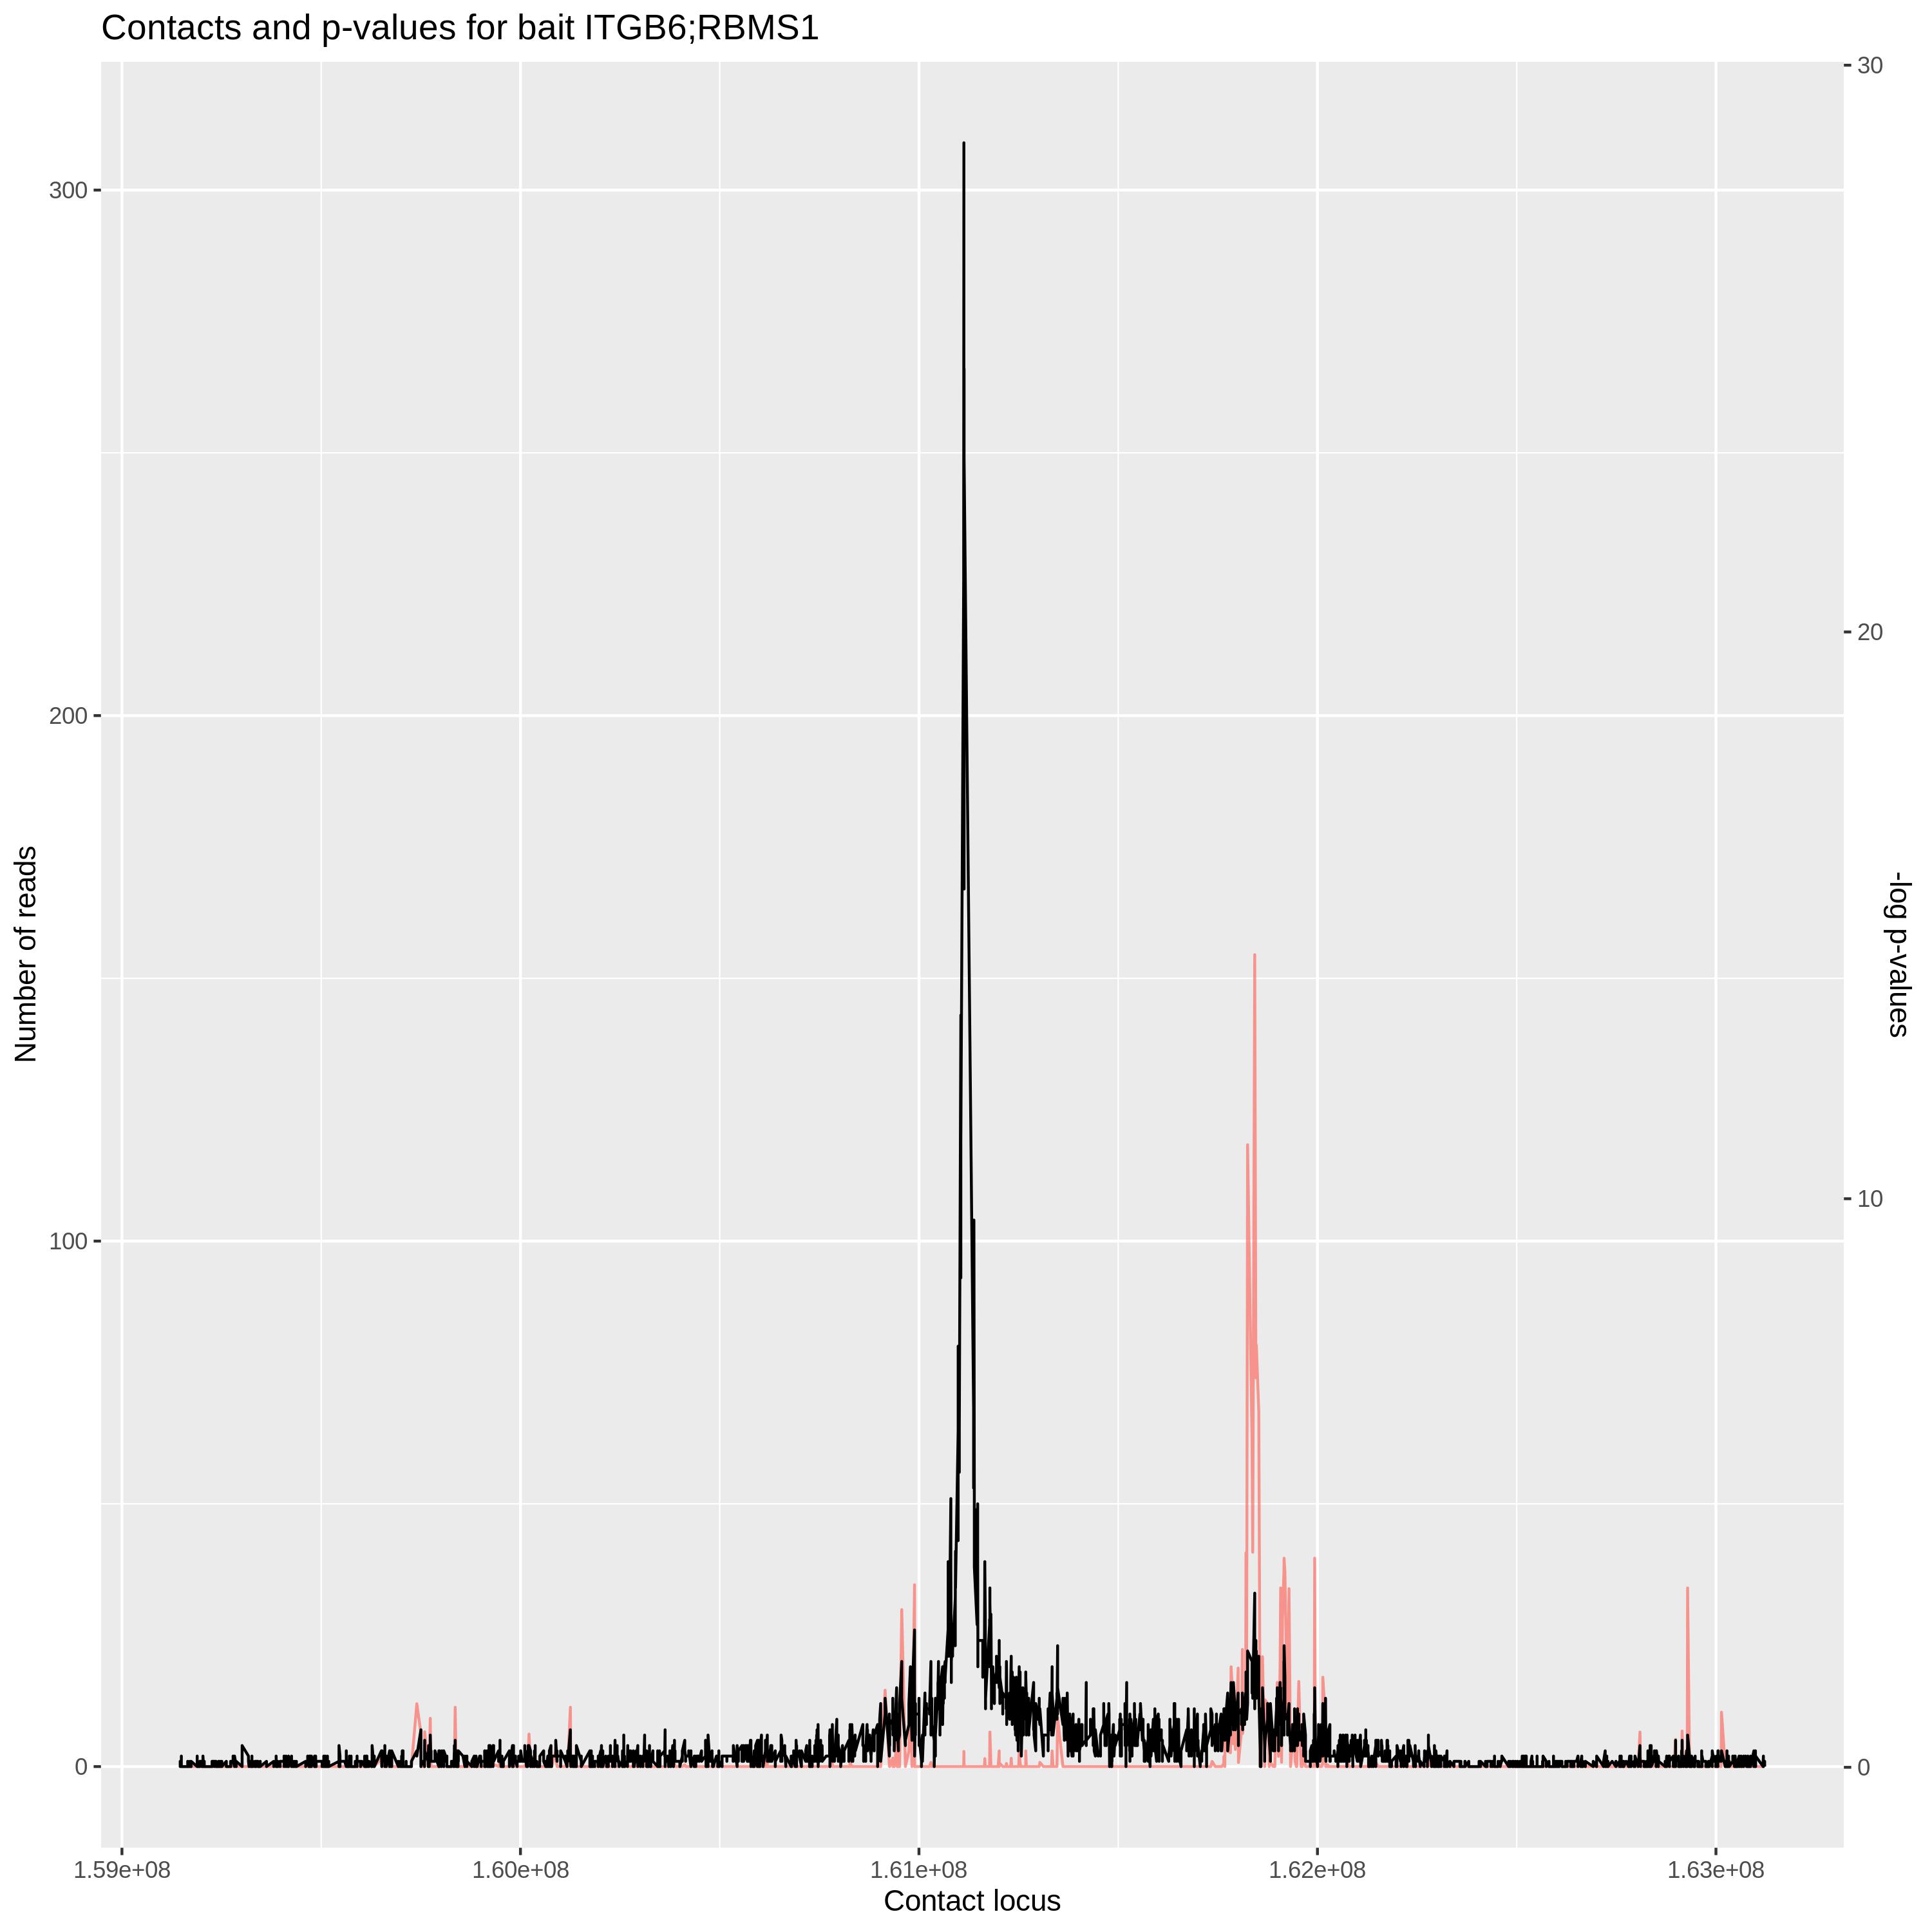 Contacts and p-values for bait ITGB6;RBMS1
30
300
20
200
Number of reads
-log p-values
10
100
0
0
1.59e+08 1.60e+08 1.61e+08 1.62e+08 1.63e+08
Contact locus